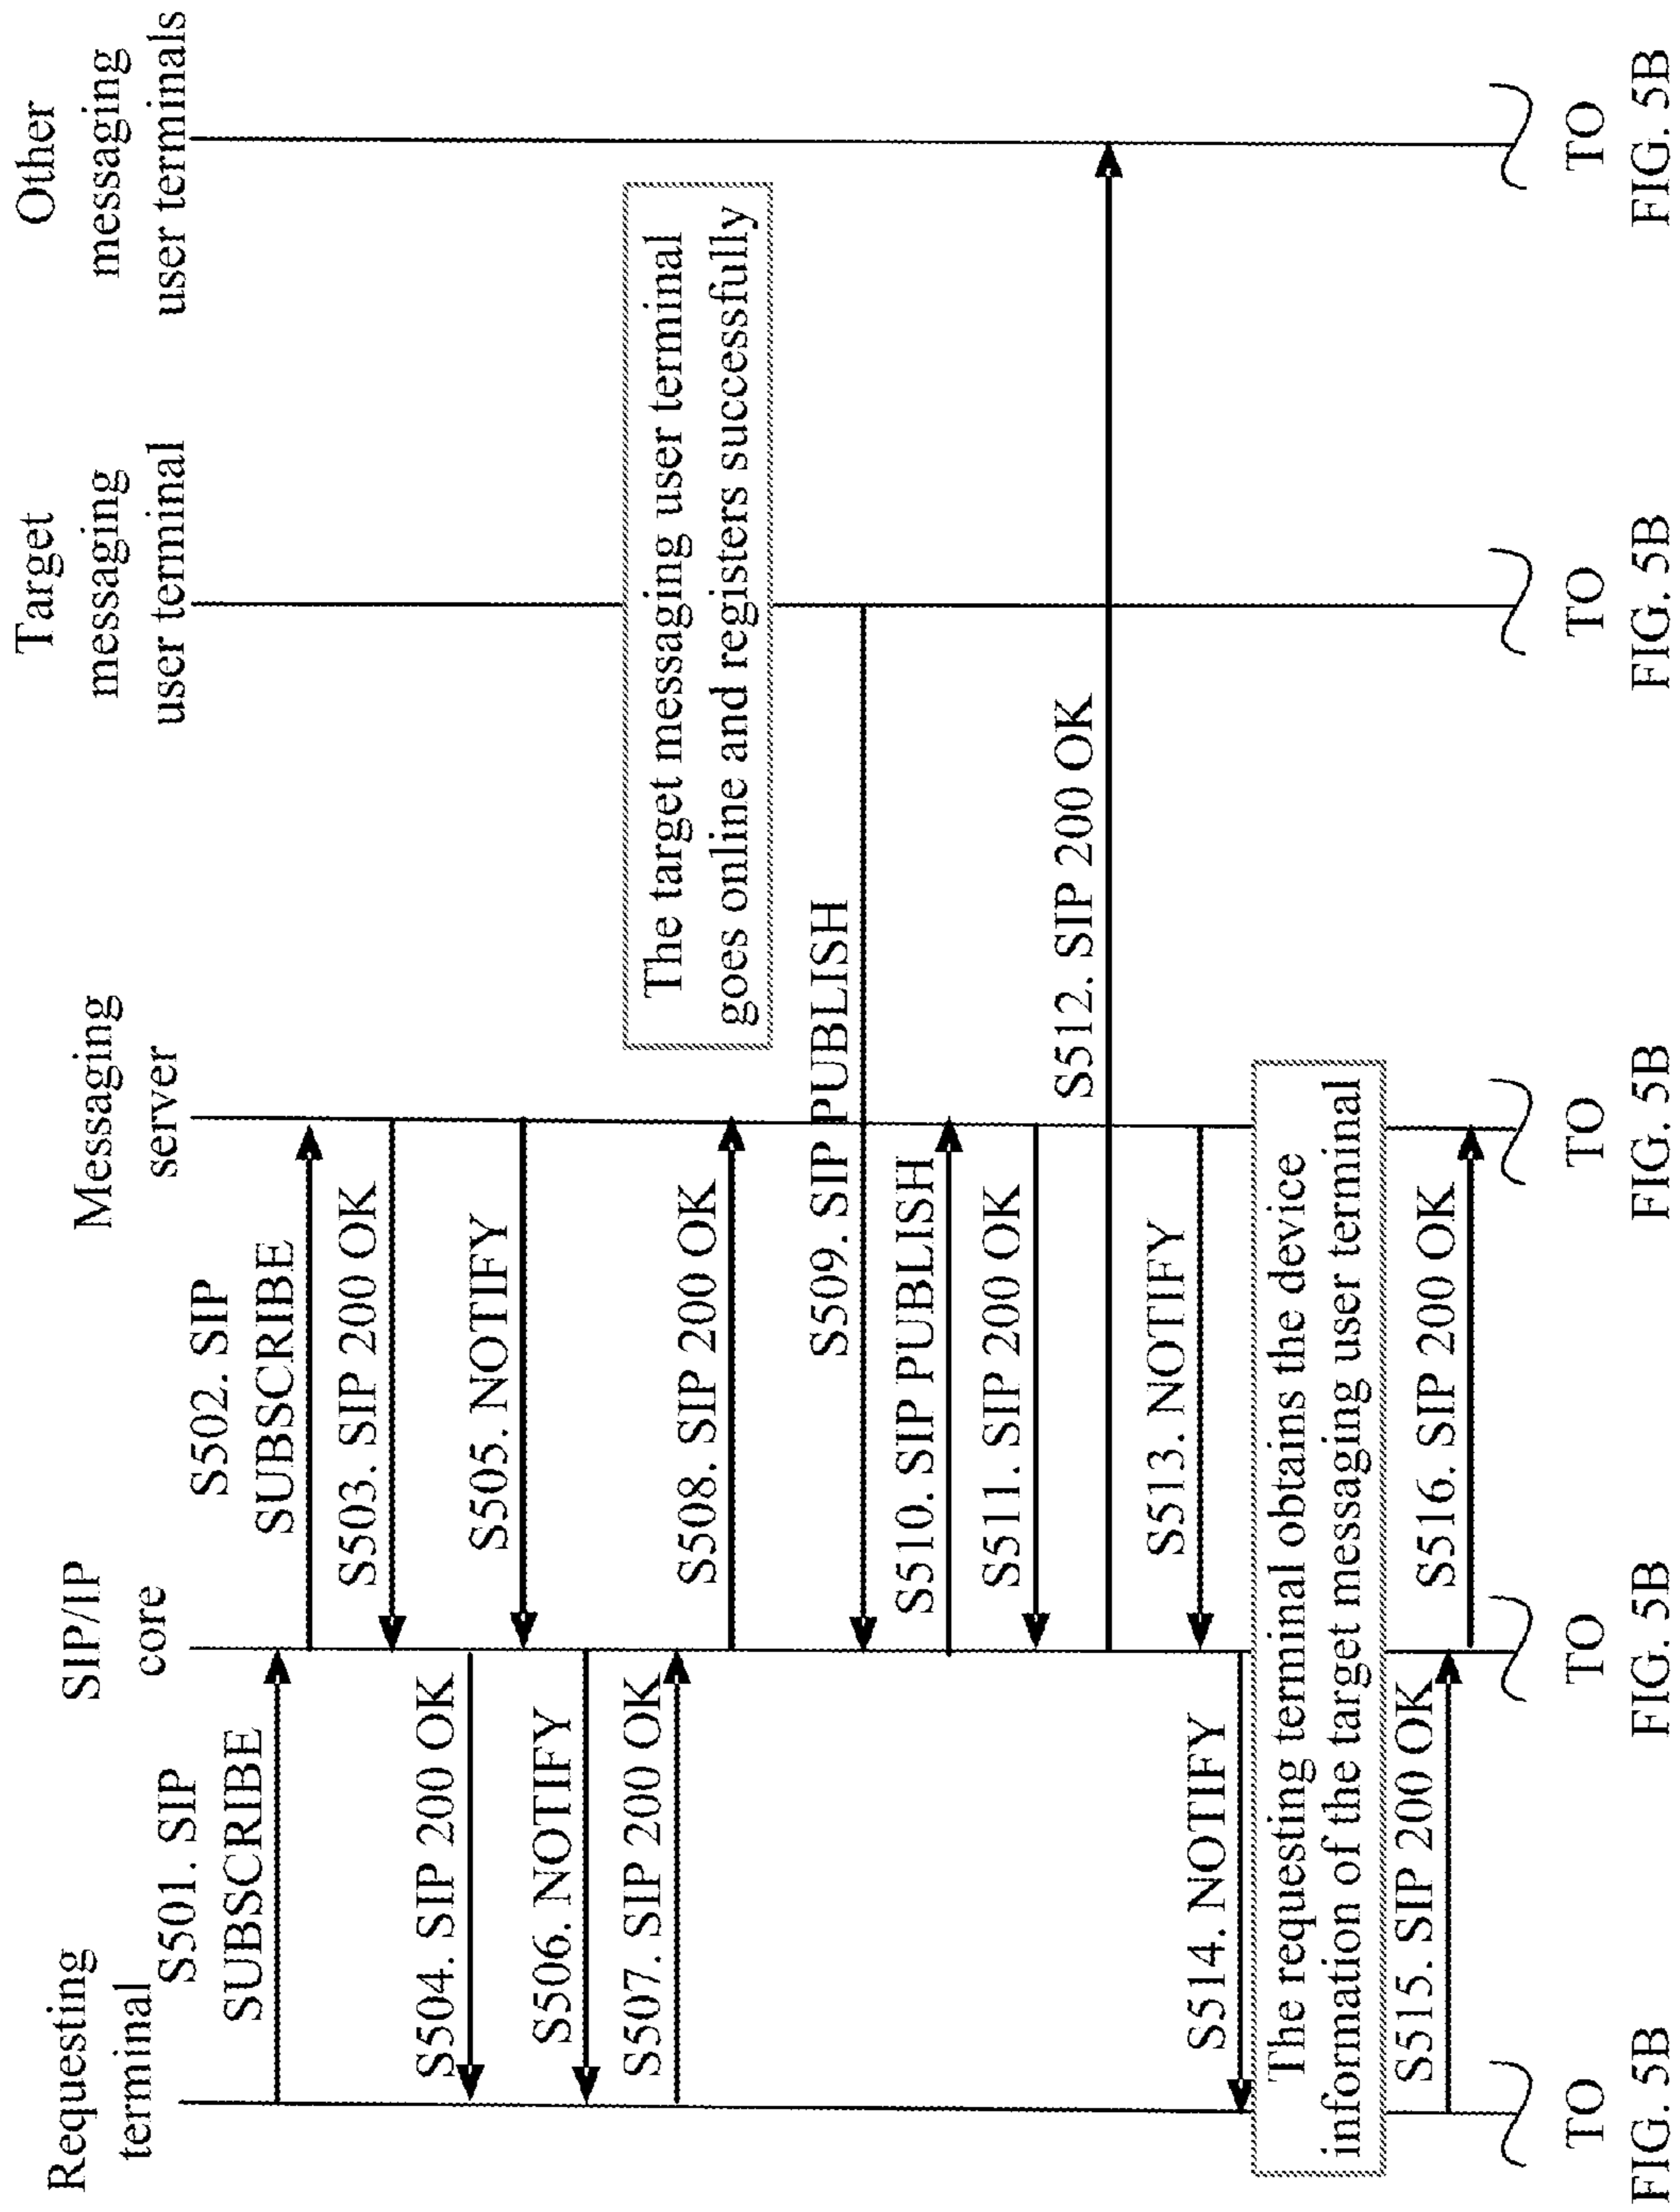 Requesting
terminal
SIP/IP
core
Messaging
server
Target
messaging
user terminal
Other
messaging
user terminals
S501. SIP
SUBSCRIBE
S502. SIP
SUBSCRIBE
S503. SIP 200 OK
S504. SIP 200 OK
S505. NOTIFY
S506. NOTIFY
S507. SIP 200 OK
S508. SIP 200 OK
The target messaging user terminal
goes online and registers successfully
S509. SIP PUBLISH
S510. SIP PUBLISH
S511. SIP 200 OK
S512. SIP 200 OK
S513. NOTIFY
S514. NOTIFY
The requesting terminal obtains the device
information of the target messaging user terminal
S515. SIP 200 OK
S516. SIP 200 OK
TO
FIG. 5B
TO
FIG. 5B
TO
FIG. 5B
TO
FIG. 5B
TO
FIG. 5B